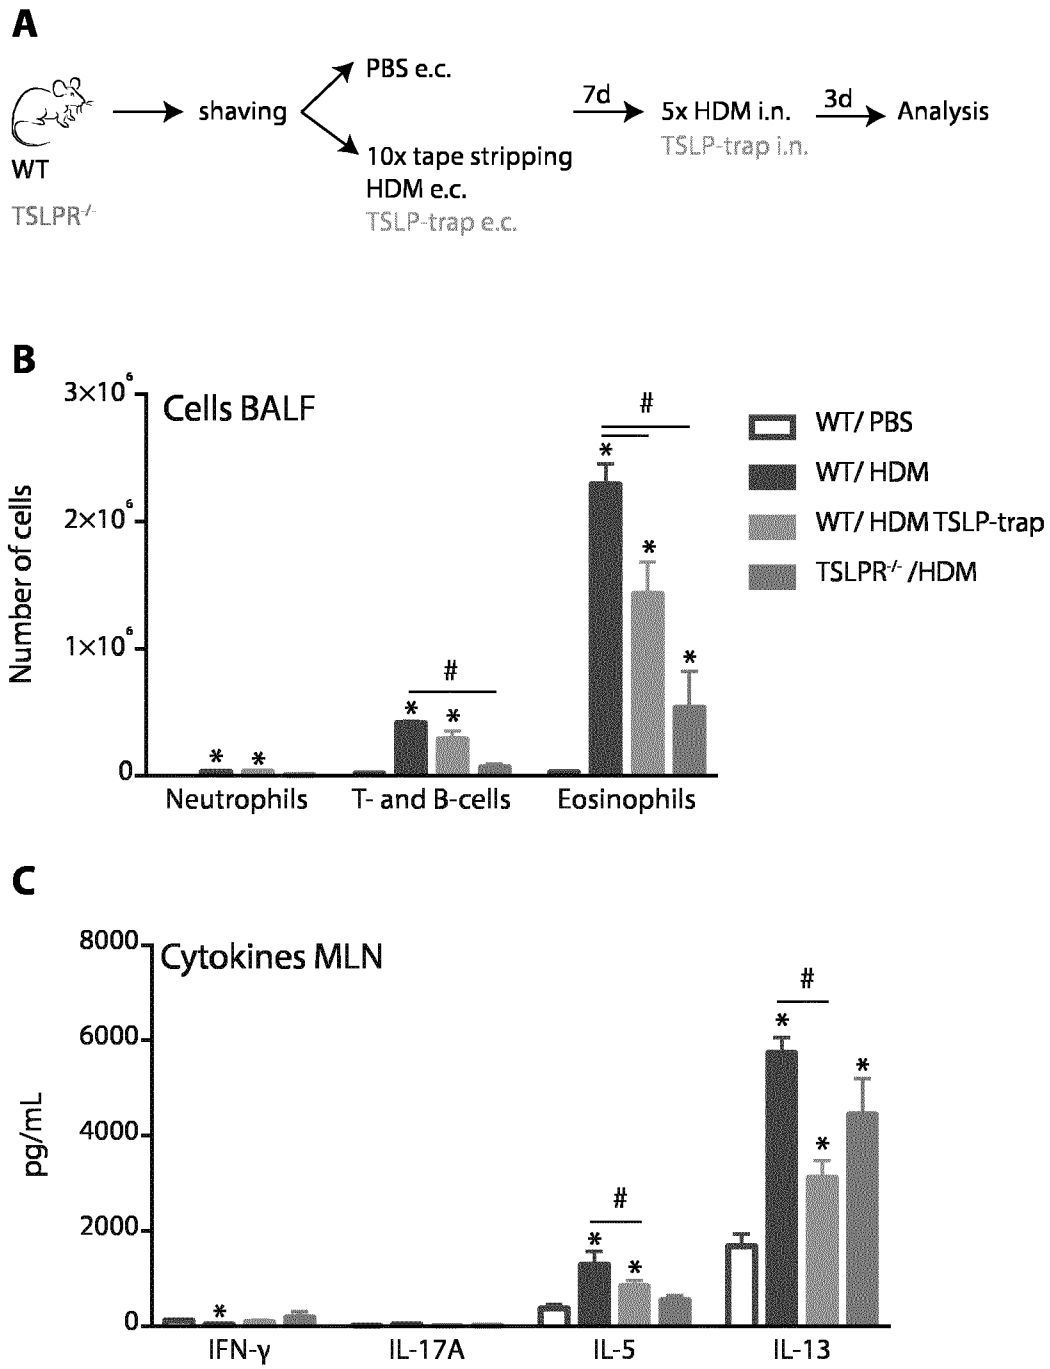 A
WT
TSLPR-/-
shaving
PBS e.c.
10x tape stripping
HDM e.c.
TSLP-trap e.c.
7d
5x HDM i.n.
TSLP-trap i.n.
3d
Analysis
B
Cells BALF
Number of cells
3×10⁶
2×10⁶
1×10⁶
0
* *
* * #
* * * #
Neutrophils
T- and B-cells
Eosinophils
WT/ PBS
WT/ HDM
WT/ HDM TSLP-trap
TSLPR-/- /HDM
C
Cytokines MLN
pg/mL
8000
6000
4000
2000
0
*
* * #
* * * #
IFN-γ
IL-17A
IL-5
IL-13